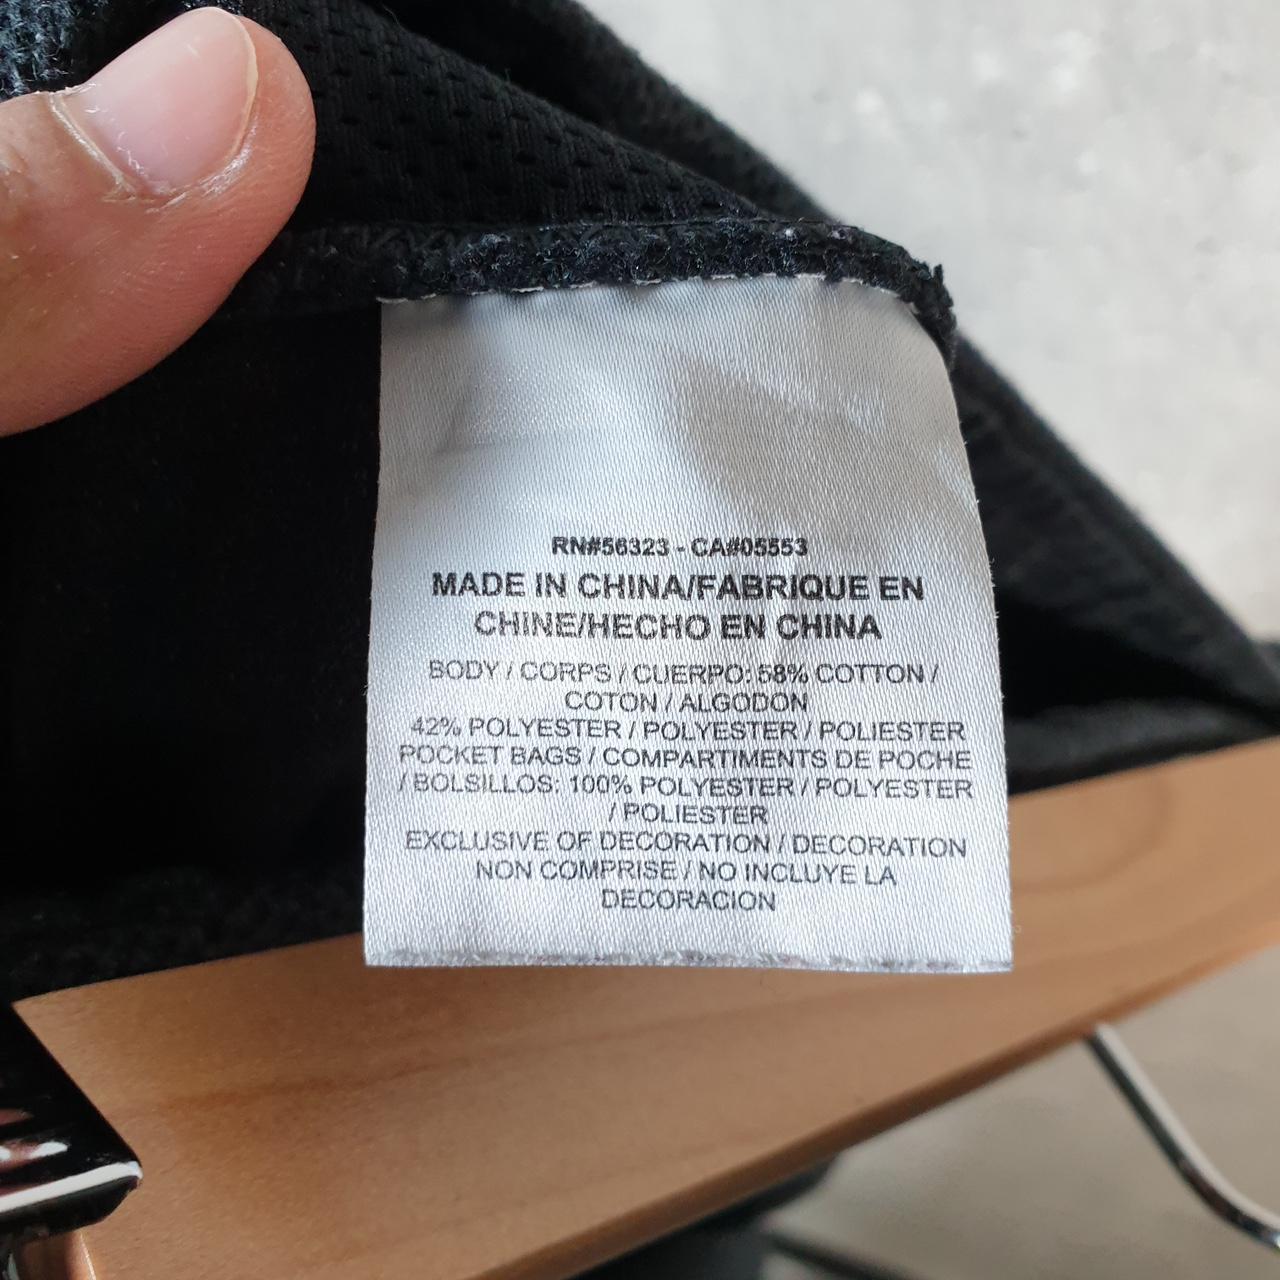 RN#56323 - CA#05553
MADE IN CHINA/FABRIQUE EN
CHINE/HECHO EN CHINA
BODY / CORPS / CUERPO: 58% COTTON /
COTON / ALGODON
42% POLYESTER / POLYESTER / POLIESTER
POCKET BAGS / COMPARTIMENTS DE POCHE
/ BOLSILLOS: 100% POLYESTER / POLYESTER
/ POLIESTER
EXCLUSIVE OF DECORATION / DECORATION
NON COMPRISE / NO INCLUYE LA
DECORACION